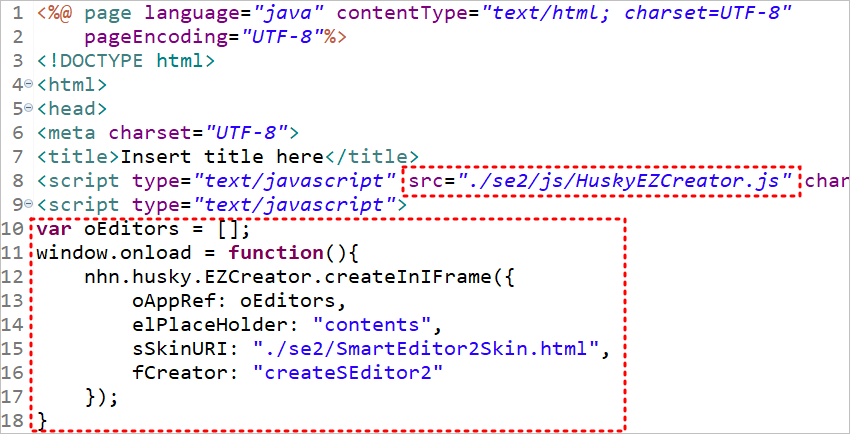 1 <%@ page language="java" contentType="text/html; charset=UTF-8"
2     pageEncoding="UTF-8"%>
3 <!DOCTYPE html>
4 <html>
5 <head>
6 <meta charset="UTF-8">
7 <title>Insert title here</title>
8 <script type="text/javascript" src="./se2/js/HuskyEZCreator.js" char
9 <script type="text/javascript">
10 var oEditors = [];
11 window.onload = function(){
12     nhn.husky.EZCreator.createInIFrame({
13         oAppRef: oEditors,
14         elPlaceHolder: "contents",
15         sSkinURI: "./se2/SmartEditor2Skin.html",
16         fCreator: "createSEditor2"
17     });
18 }